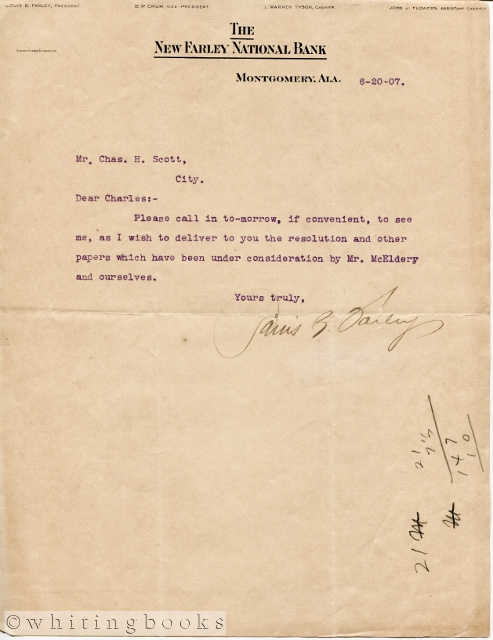 LOUIS B. FARLEY, PRESIDENT. D. P. CRUM, VICE-PRESIDENT. L. WARREN TYSON, CASHIER. JOHN J. FLOWERS, ASSISTANT CASHIER
THE
NEW FARLEY NATIONAL BANK
MONTGOMERY, ALA. 6-20-07.
Mr. Chas. H. Scott,
City.
Dear Charles:-
Please call in to-morrow, if convenient, to see
me, as I wish to deliver to you the resolution and other
papers which have been under consideration by Mr. McEldery
and ourselves.
Yours truly,
Louis B. Farley
21
147
10
©whitingbooks